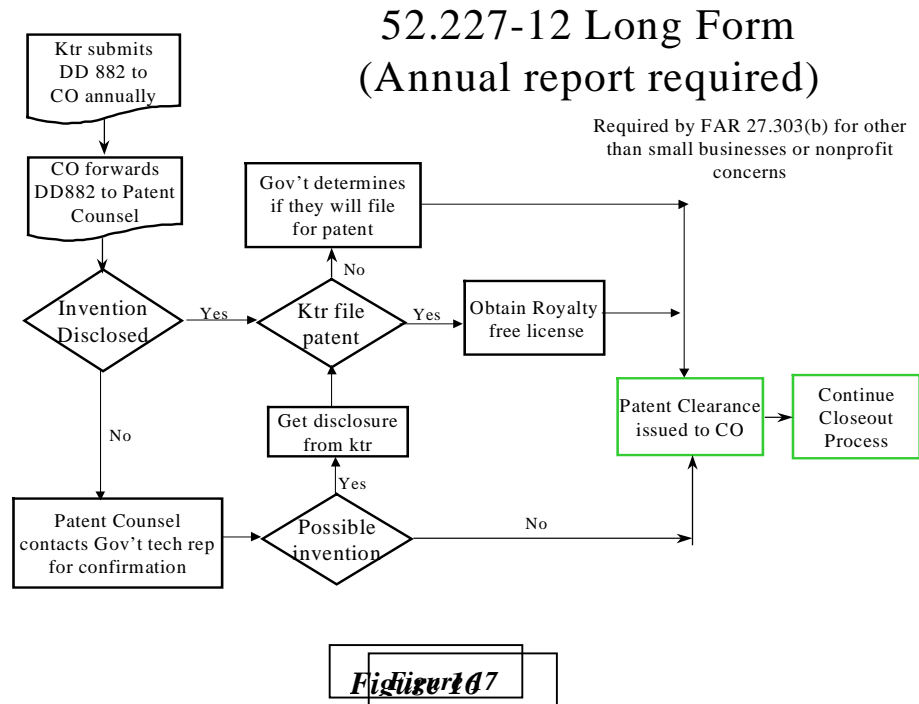 52.227-12 Long Form
(Annual report required)
Required by FAR 27.303(b) for other
than small businesses or nonprofit
concerns
Ktr submits
DD 882 to
CO annually
CO forwards
DD882 to Patent
Counsel
Invention
Disclosed
Yes
No
Gov't determines
if they will file
for patent
No
Ktr file
patent
Yes
Obtain Royalty
free license
Get disclosure
from ktr
Yes
Patent Counsel
contacts Gov't tech rep
for confirmation
Possible
invention
No
Patent Clearance
issued to CO
Continue
Closeout
Process
Figure 16
Figure 17